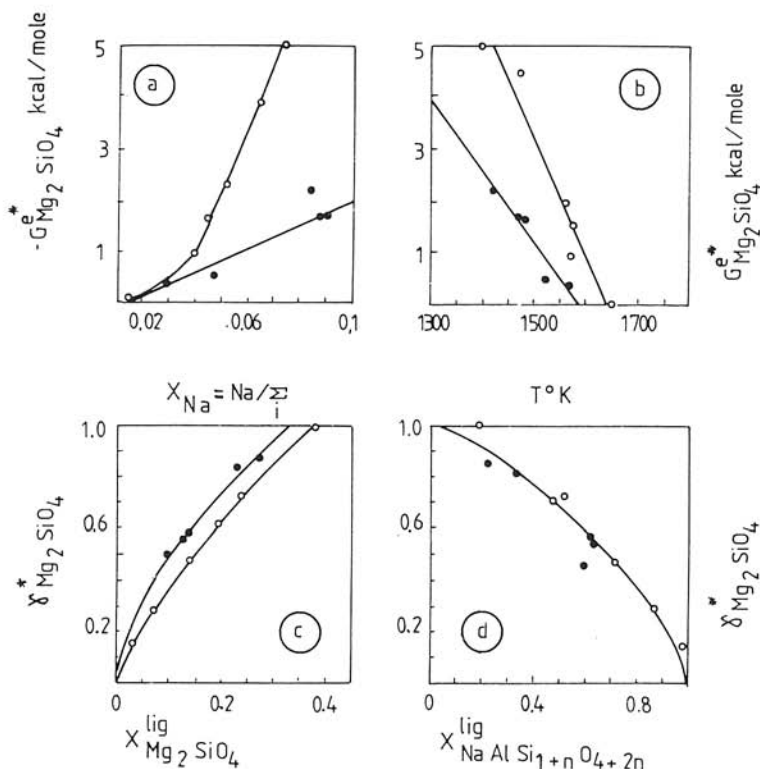 -G^e*_Mg2SiO4 kcal/mole
5
3
1
a
0,02
0,06
0,1
X_Na = Na/Σ_i
5
3
1
b
1300
1500
1700
T°K
G^e*_Mg2SiO4 kcal/mole
γ*_Mg2SiO4
1.0
0.6
0.2
c
0
0.2
0.4
X^liq_Mg2SiO4
1.0
0.6
0.2
d
0
0.4
0.8
X^liq_NaAlSi1+nO4+2n
γ*_Mg2SiO4